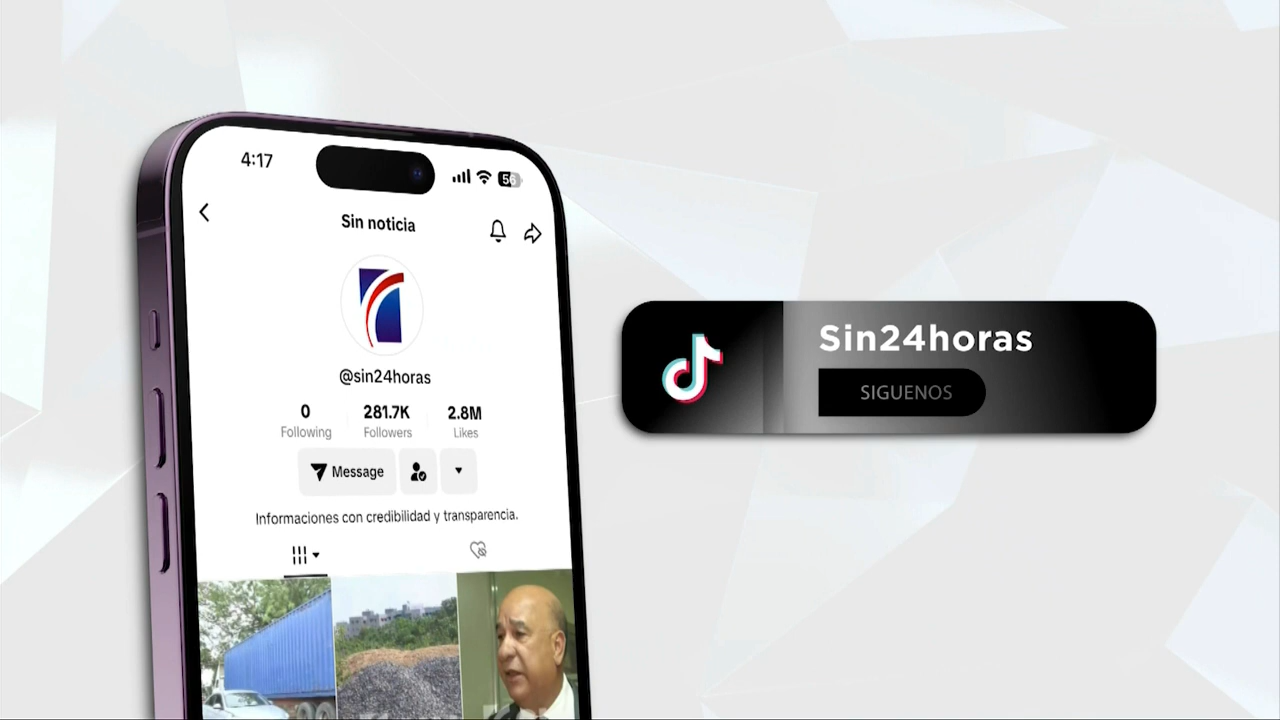 4:17
56
Sin noticia
@sin24horas
0 281.7K 2.8M
Following Followers Likes
Message
Informaciones con credibilidad y transparencia.
Sin24horas
SIGUENOS